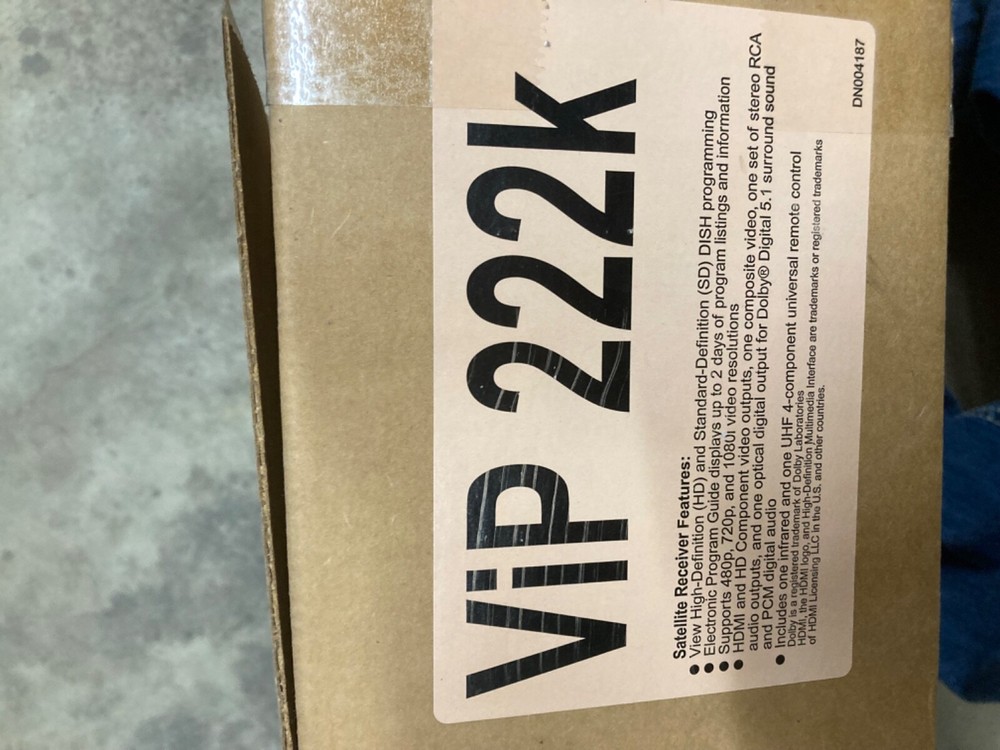 ViP 222k
Satellite Receiver Features:
● View High-Definition (HD) and Standard-Definition (SD) DISH programming
● Electronic Program Guide displays up to 2 days of program listings and information
● Supports 480p, 720p, and 1080i video resolutions
● HDMI and HD Component video outputs, one composite video, one set of stereo RCA
audio outputs, and one optical digital output for Dolby® Digital 5.1 surround sound
and PCM digital audio
● Includes one infrared and one UHF 4-component universal remote control
Dolby is a registered trademark of Dolby Laboratories
HDMI, the HDMI logo, and High-Definition Multimedia Interface are trademarks or registered trademarks
of HDMI Licensing LLC in the U.S. and other countries.
DN004187